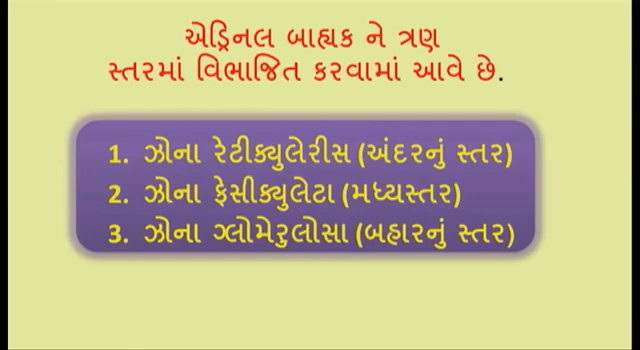 એડ્રિનલ બાહ્યક ને ત્રણ
સ્તરમાં વિભાજિત કરવામાં આવે છે.
1. ઝોના રેટીક્યુલેરીસ (અંદરનું સ્તર)
2. ઝોના ફેસીક્યુલેટા (મધ્યસ્તર)
3. ઝોના ગ્લોમેરુલોસા (બહારનું સ્તર)